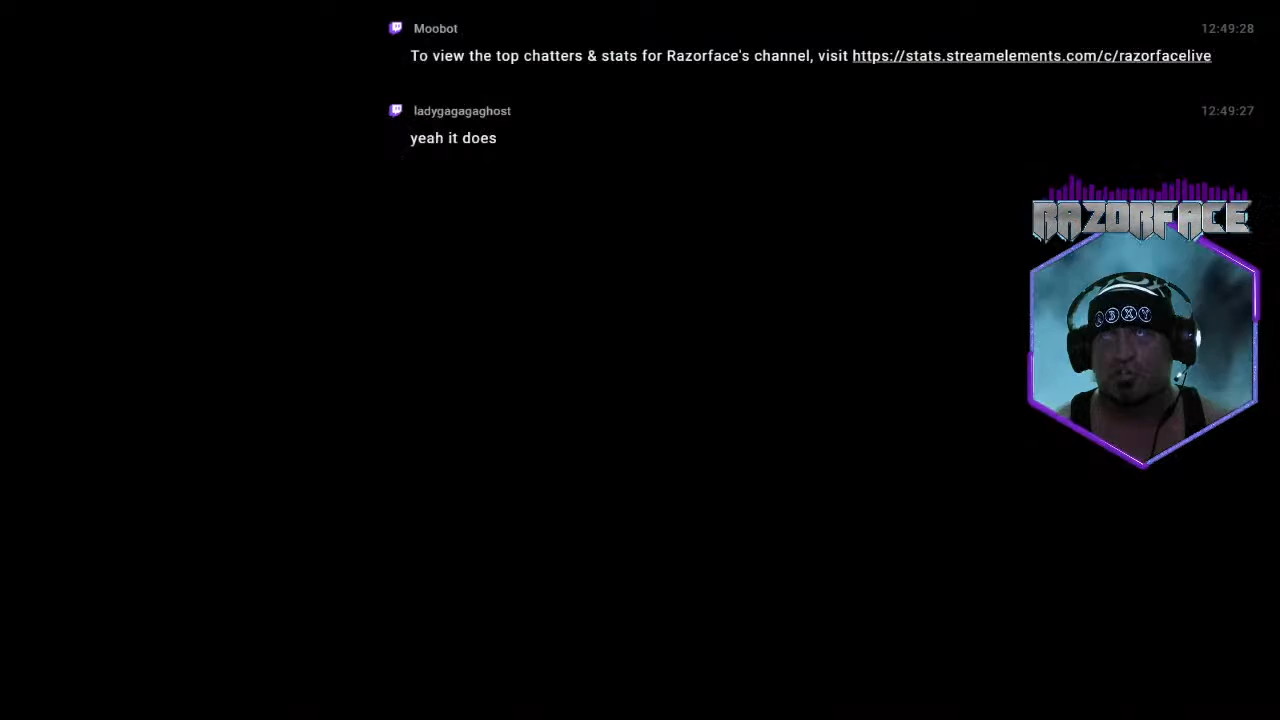 Moobot 12:49:28
To view the top chatters & stats for Razorface's channel, visit https://stats.streamelements.com/c/razorfacelive
ladygagagaghost 12:49:27
yeah it does
RAZORFACE